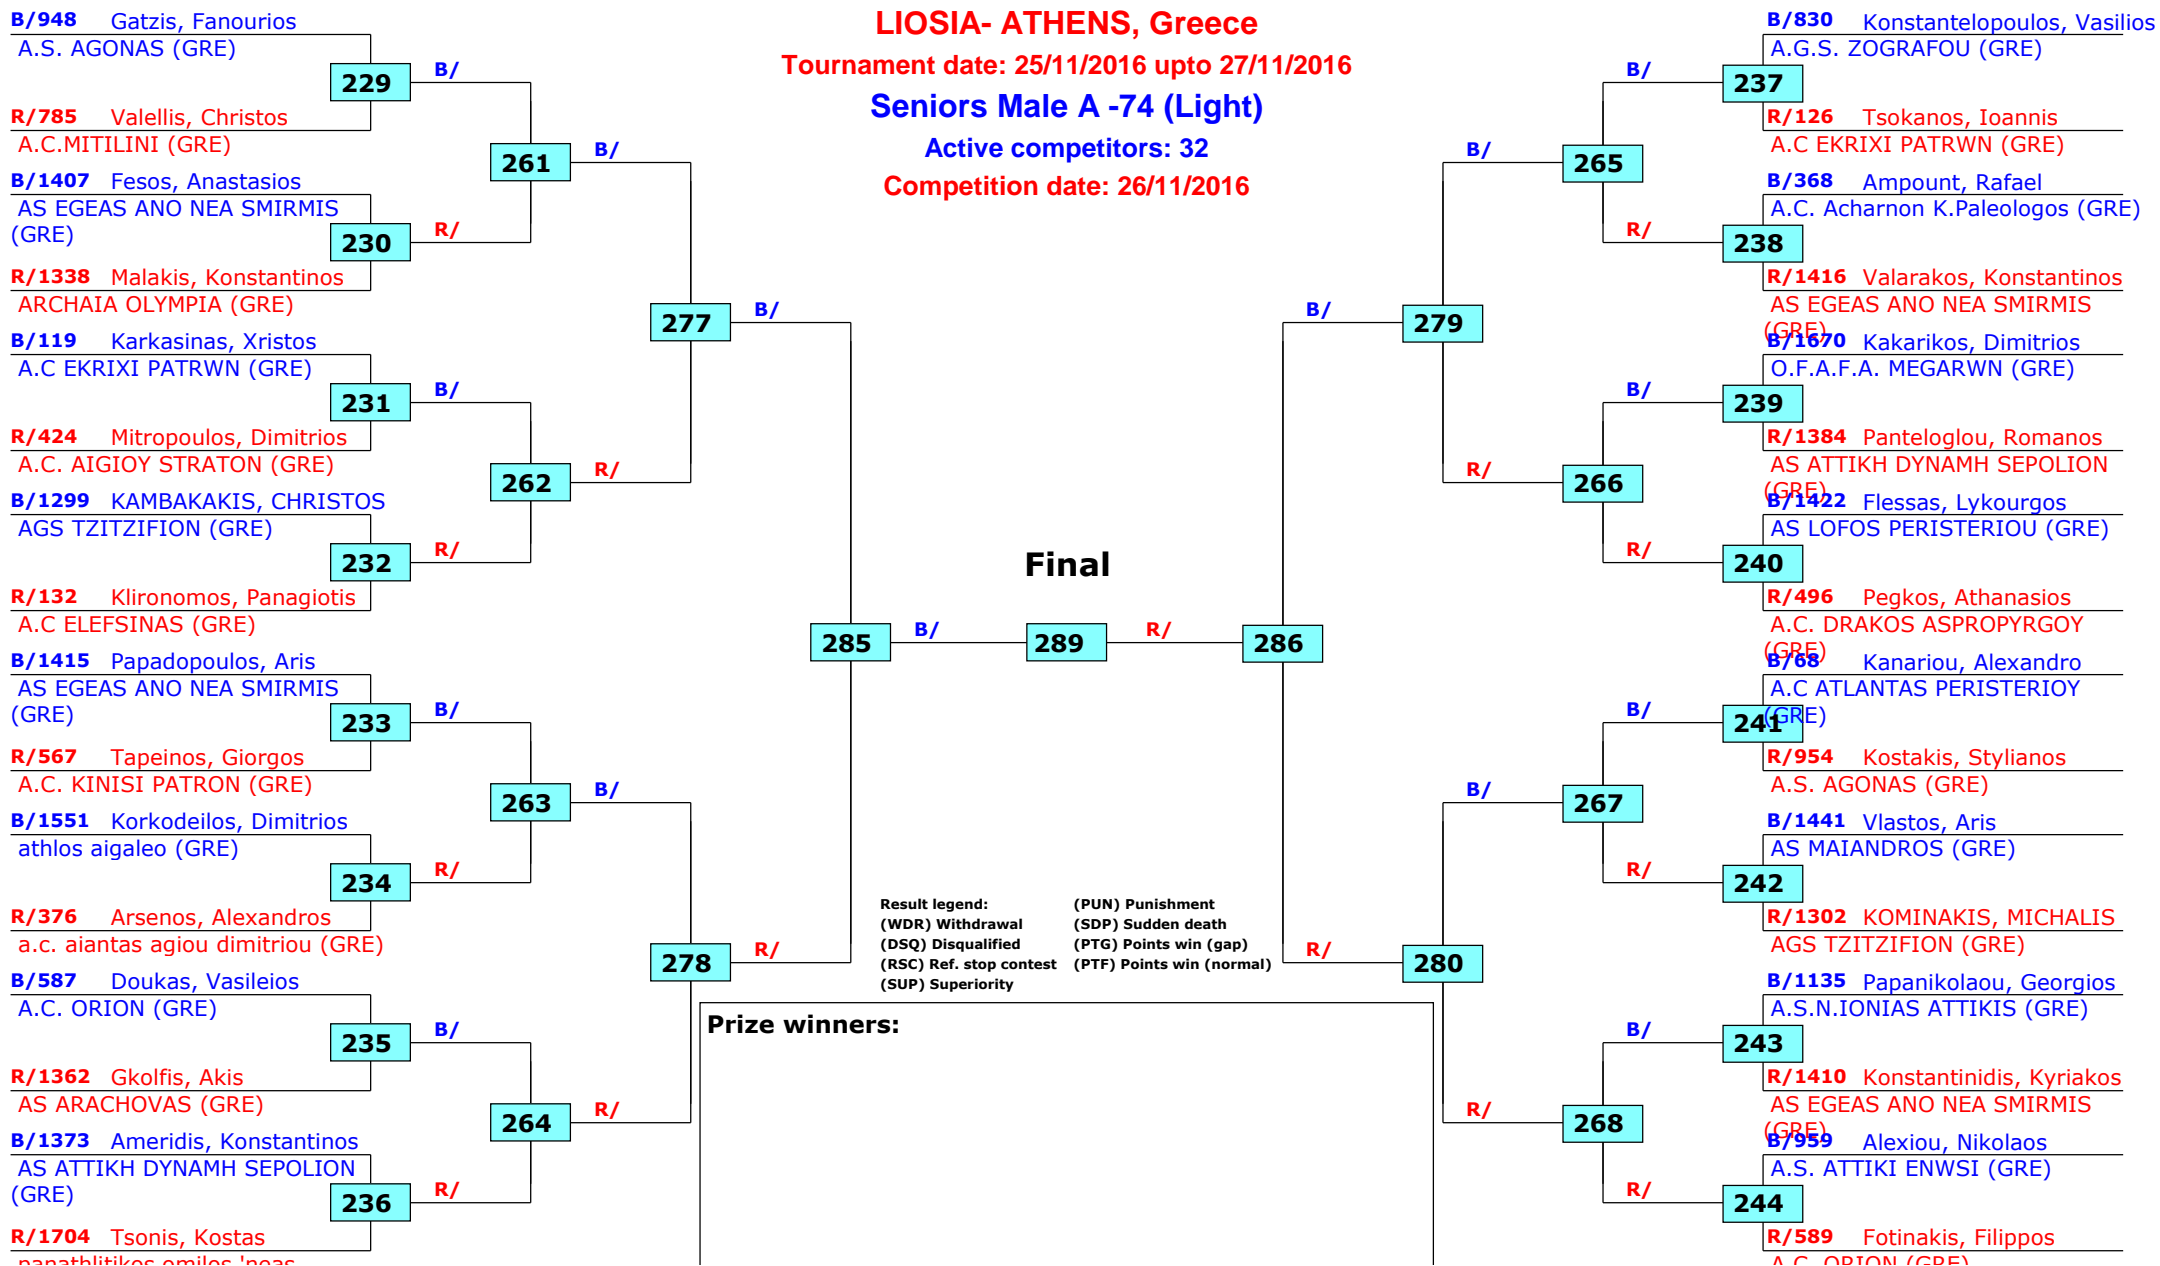 LIOSIA- ATHENS, Greece
Tournament date: 25/11/2016 upto 27/11/2016
Seniors Male A -74 (Light)
Active competitors: 32
Competition date: 26/11/2016
B/948 Gatzis, Fanourios
A.S. AGONAS (GRE)
229
B/
R/785 Valellis, Christos
A.C.MITILINI (GRE)
261
B/
B/1407 Fesos, Anastasios
AS EGEAS ANO NEA SMIRMIS
(GRE)
230
R/
R/1338 Malakis, Konstantinos
ARCHAIA OLYMPIA (GRE)
277
B/
B/119 Karkasinas, Xristos
A.C EKRIXI PATRWN (GRE)
231
B/
R/424 Mitropoulos, Dimitrios
A.C. AIGIOY STRATON (GRE)
262
R/
B/1299 KAMBAKAKIS, CHRISTOS
AGS TZITZIFION (GRE)
232
R/
R/132 Klironomos, Panagiotis
A.C ELEFSINAS (GRE)
285
B/
B/1415 Papadopoulos, Aris
AS EGEAS ANO NEA SMIRMIS
(GRE)
233
B/
R/567 Tapeinos, Giorgos
A.C. KINISI PATRON (GRE)
263
B/
B/1551 Korkodeilos, Dimitrios
athlos aigaleo (GRE)
234
R/
R/376 Arsenos, Alexandros
a.c. aiantas agiou dimitriou (GRE)
278
R/
B/587 Doukas, Vasileios
A.C. ORION (GRE)
235
B/
R/1362 Gkolfis, Akis
AS ARACHOVAS (GRE)
264
R/
B/1373 Ameridis, Konstantinos
AS ATTIKH DYNAMH SEPOLION
(GRE)
236
R/
R/1704 Tsonis, Kostas
panathlitikos omilos 'neas
Final
289
R/
286
Result legend:
(WDR) Withdrawal
(DSQ) Disqualified
(RSC) Ref. stop contest
(SUP) Superiority
(PUN) Punishment
(SDP) Sudden death
(PTG) Points win (gap)
(PTF) Points win (normal)
Prize winners:
B/830 Konstantelopoulos, Vasilios
A.G.S. ZOGRAFOU (GRE)
B/
237
R/126 Tsokanos, Ioannis
A.C EKRIXI PATRWN (GRE)
B/
265
B/368 Ampount, Rafael
A.C. Acharnon K.Paleologos (GRE)
R/
238
R/1416 Valarakos, Konstantinos
AS EGEAS ANO NEA SMIRMIS
(GRE)
B/
279
B/1670 Kakarikos, Dimitrios
O.F.A.F.A. MEGARWN (GRE)
B/
239
R/1384 Panteloglou, Romanos
AS ATTIKH DYNAMH SEPOLION
(GRE)
R/
266
B/1422 Flessas, Lykourgos
AS LOFOS PERISTERIOU (GRE)
R/
240
R/496 Pegkos, Athanasios
A.C. DRAKOS ASPROPYRGOY
(GRE)
B/68 Kanariou, Alexandro
A.C ATLANTAS PERISTERIOY
(GRE)
B/
241
R/954 Kostakis, Stylianos
A.S. AGONAS (GRE)
B/
267
B/1441 Vlastos, Aris
AS MAIANDROS (GRE)
R/
242
R/1302 KOMINAKIS, MICHALIS
AGS TZITZIFION (GRE)
R/
280
B/1135 Papanikolaou, Georgios
A.S.N.IONIAS ATTIKIS (GRE)
B/
243
R/1410 Konstantinidis, Kyriakos
AS EGEAS ANO NEA SMIRMIS
(GRE)
R/
268
B/959 Alexiou, Nikolaos
A.S. ATTIKI ENWSI (GRE)
R/
244
R/589 Fotinakis, Filippos
A.C. ORION (GRE)